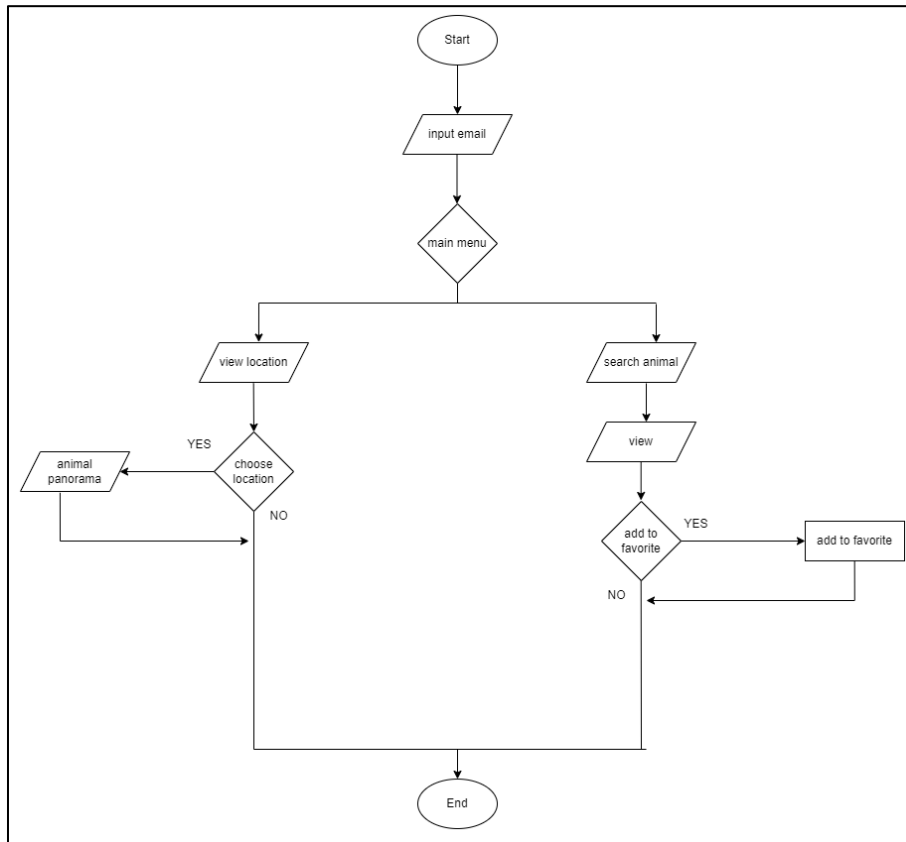 Start
input email
main menu
view location
search animal
view
YES
animal
panorama
choose
location
NO
add to
favorite
YES
add to favorite
NO
End